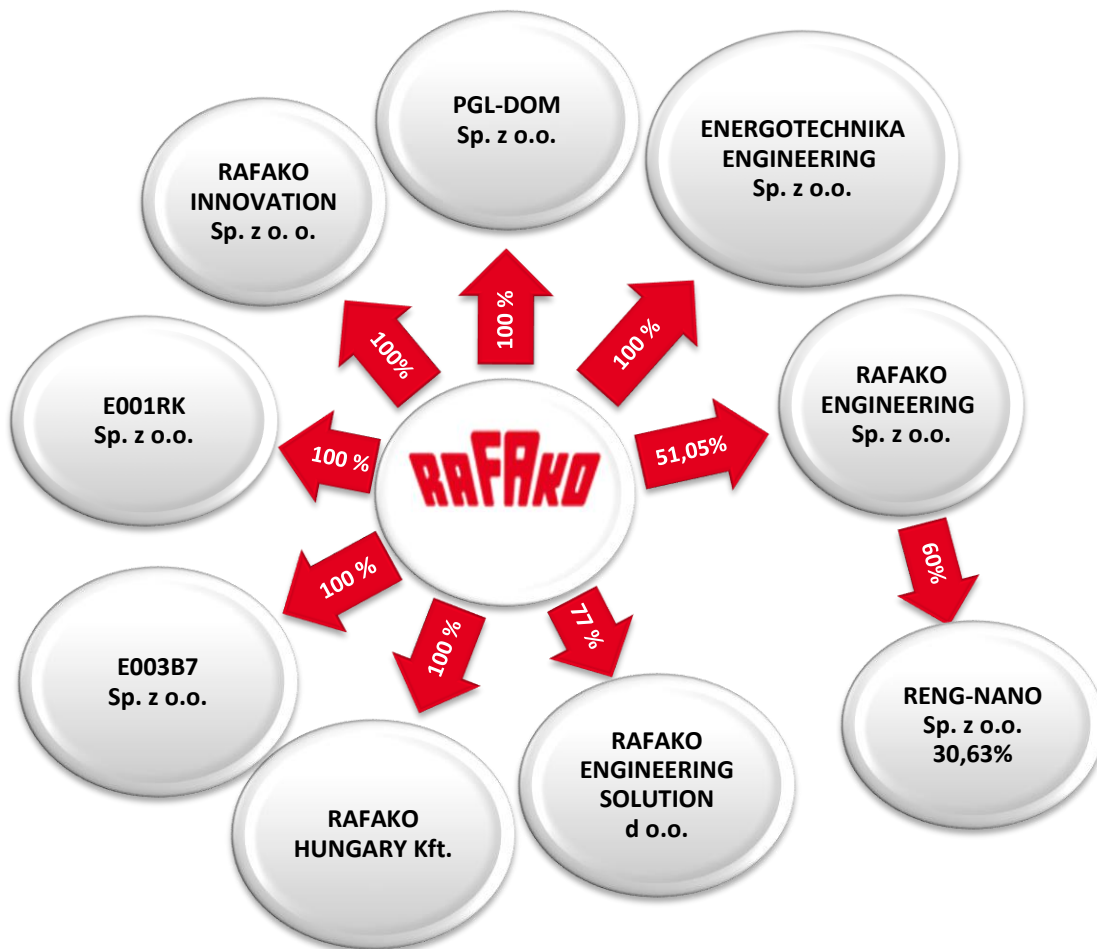 PGL-DOM
Sp. z o.o.
ENERGOTECHNIKA
ENGINEERING
Sp. z o.o.
RAFAKO
INNOVATION
Sp. z o. o.
100%
100 %
100 %
E001RK
Sp. z o.o.
100 %
RAFAKO
51,05%
RAFAKO
ENGINEERING
Sp. z o.o.
60%
E003B7
Sp. z o.o.
100 %
100 %
77 %
RENG-NANO
Sp. z o.o.
30,63%
RAFAKO
HUNGARY Kft.
RAFAKO
ENGINEERING
SOLUTION
d o.o.